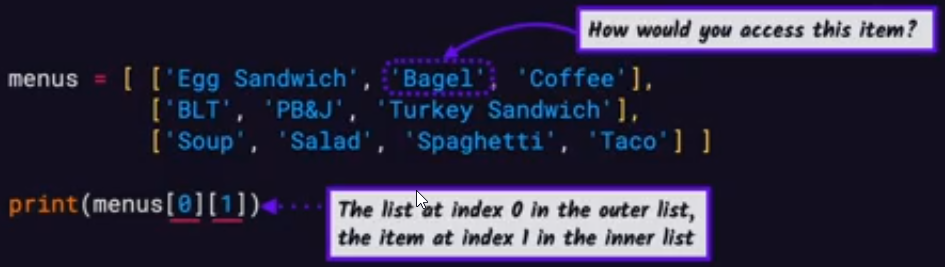 How would you access this item?
menus = [ ['Egg Sandwich', 'Bagel', 'Coffee'],
['BLT', 'PB&J', 'Turkey Sandwich'],
['Soup', 'Salad', 'Spaghetti', 'Taco'] ]
print(menus[0][1])
The list at index 0 in the outer list,
the item at index 1 in the inner list